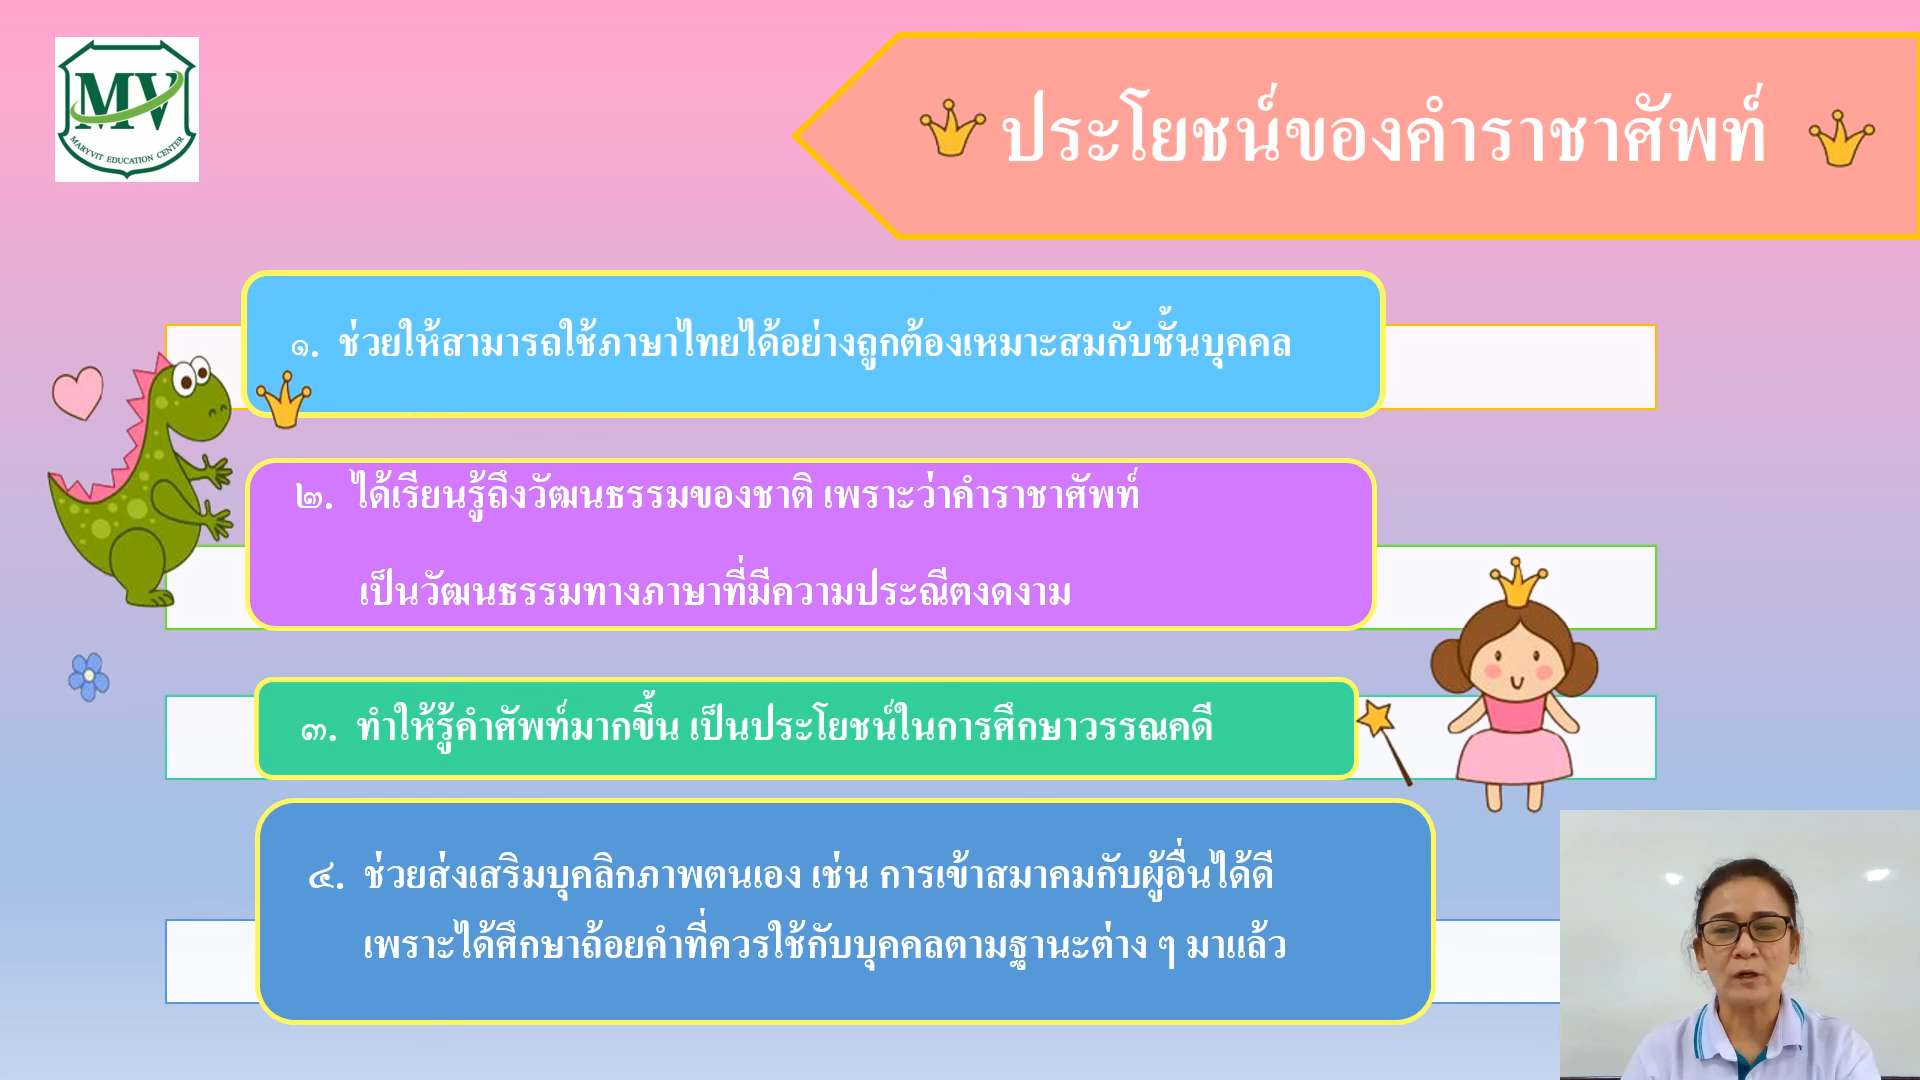 MV
MARYVIT EDUCATION CENTER
ประโยชน์ของคำราชาศัพท์
๑. ช่วยให้สามารถใช้ภาษาไทยได้อย่างถูกต้องเหมาะสมกับชั้นบุคคล
๒. ได้เรียนรู้ถึงวัฒนธรรมของชาติ เพราะว่าคำราชาศัพท์
เป็นวัฒนธรรมทางภาษาที่มีความประณีตงดงาม
๓. ทำให้รู้คำศัพท์มากขึ้น เป็นประโยชน์ในการศึกษาวรรณคดี
๔. ช่วยส่งเสริมบุคลิกภาพตนเอง เช่น การเข้าสมาคมกับผู้อื่นได้ดี
เพราะได้ศึกษาถ้อยคำที่ควรใช้กับบุคคลตามฐานะต่าง ๆ มาแล้ว